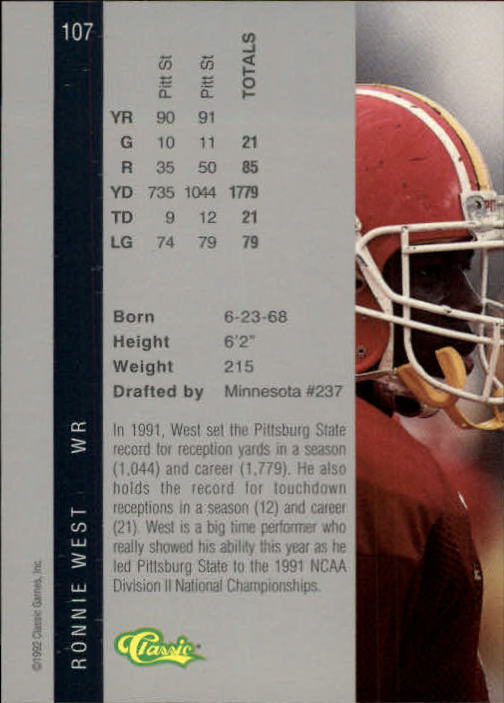 107
Pitt St Pitt St TOTALS
YR 90 91
G 10 11 21
R 35 50 85
YD 735 1044 1779
TD 9 12 21
LG 74 79 79
Born 6-23-68
Height 6'2"
Weight 215
Drafted by Minnesota #237
In 1991, West set the Pittsburg State
record for reception yards in a season
(1,044) and career (1,779). He also
holds the record for touchdown
receptions in a season (12) and career
(21). West is a big time performer who
really showed his ability this year as he
led Pittsburg State to the 1991 NCAA
Division II National Championships.
Classic
RONNIE WEST WR
©1992 Classic Games, Inc.